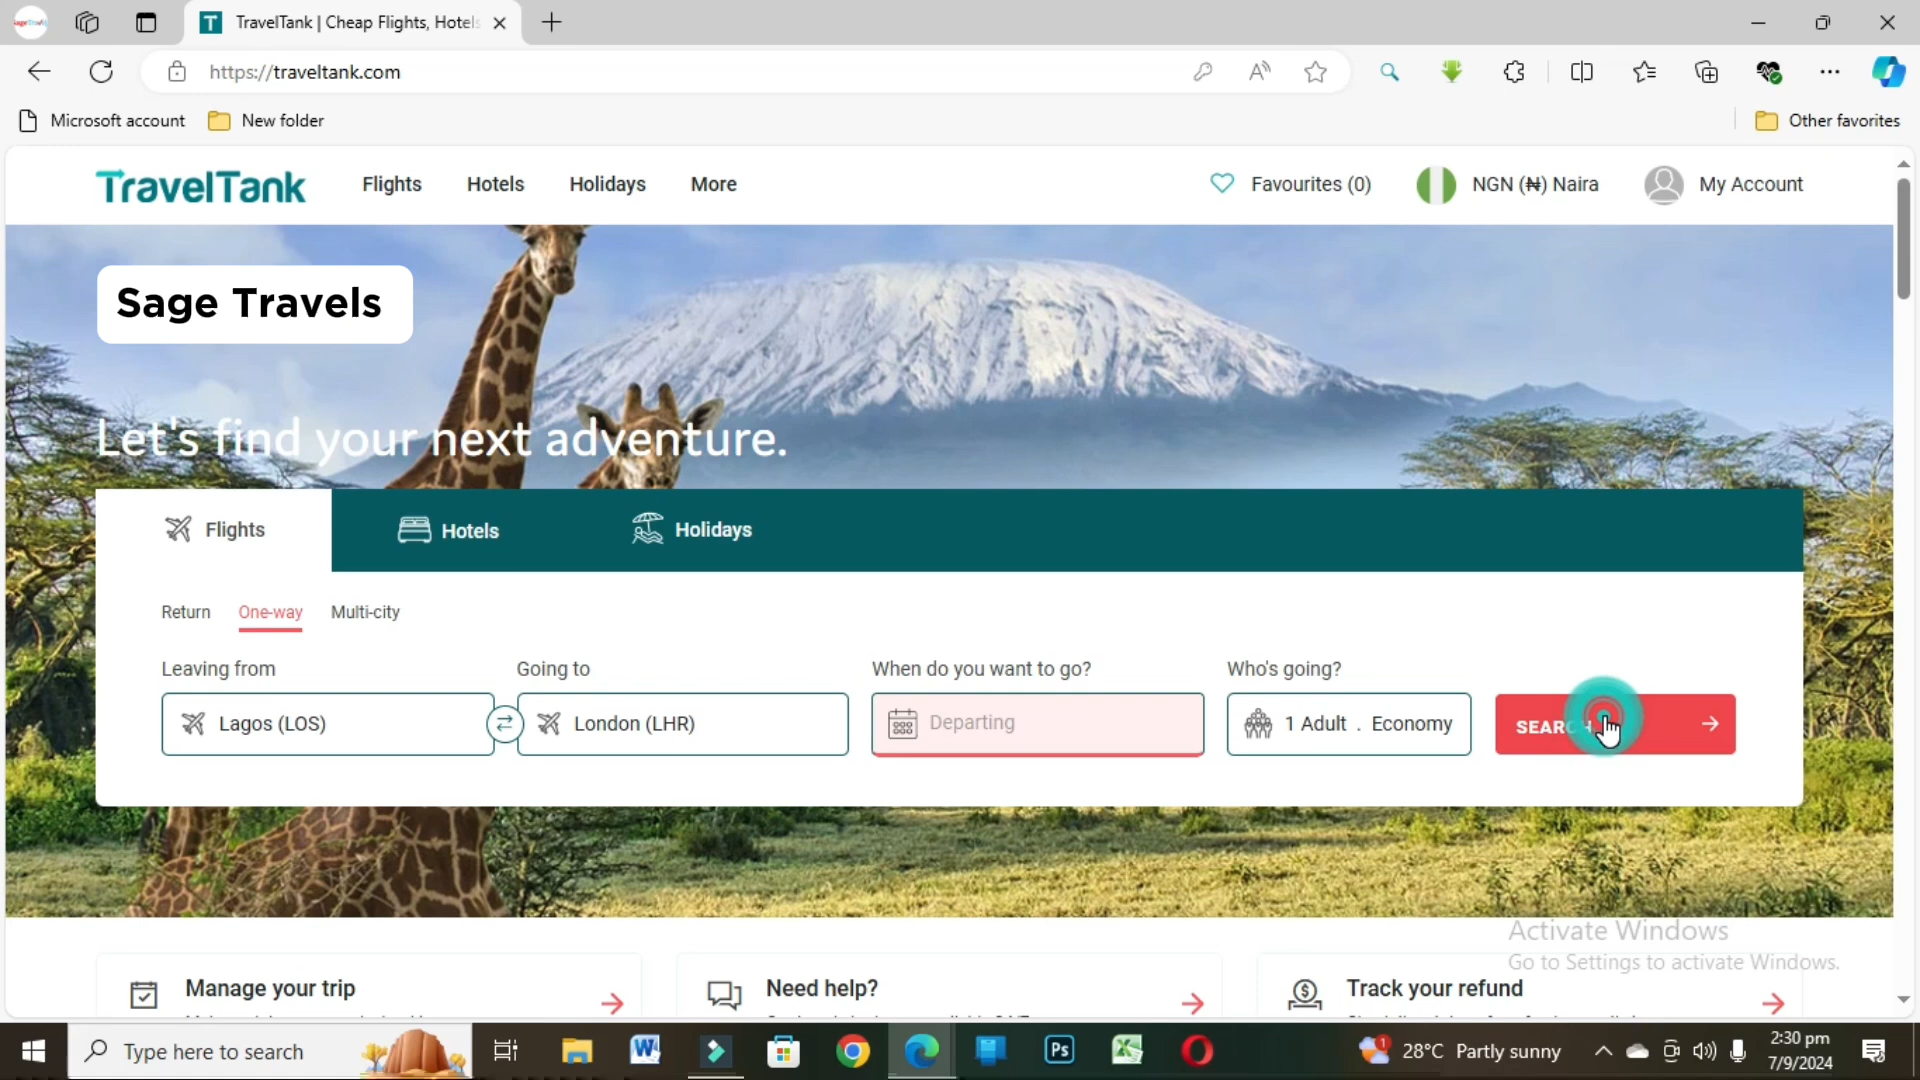 TravelTank | Cheap Flights, Hotels
https://traveltank.com
Microsoft account
New folder
Other favorites
TravelTank
Flights
Hotels
Holidays
More
Favourites (0)
NGN (₦) Naira
My Account
Sage Travels
Let's find your next adventure.
Flights
Hotels
Holidays
Return
One-way
Multi-city
Leaving from
Going to
When do you want to go?
Who's going?
Lagos (LOS)
London (LHR)
Departing
1 Adult . Economy
SEARCH
Activate Windows
Go to Settings to activate Windows.
Manage your trip
Need help?
Track your refund
Type here to search
28°C Partly sunny
2:30 pm
7/9/2024